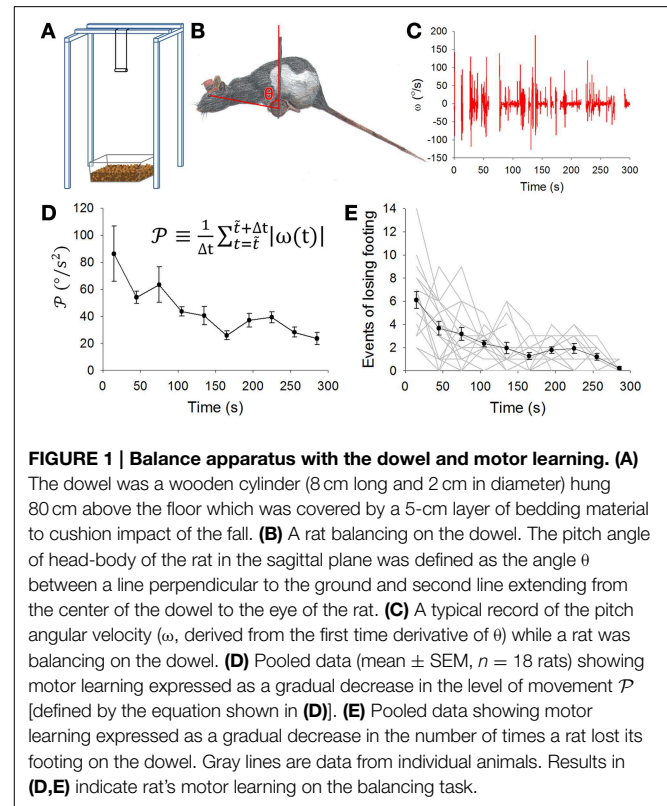 A
B
θ
C
ω (°/s)
200
150
100
50
0
-50
-100
-150
0 50 100 150 200 250 300
Time (s)
D
𝒫 ≡ 1/Δt ∑ t=t̃ t̃+Δt |ω(t)|
𝒫 (°/s²)
120
100
80
60
40
20
0
0 50 100 150 200 250 300
Time (s)
E
Events of losing footing
14
12
10
8
6
4
2
0
0 50 100 150 200 250 300
Time (s)
FIGURE 1 | Balance apparatus with the dowel and motor learning. (A)
The dowel was a wooden cylinder (8 cm long and 2 cm in diameter) hung
80 cm above the floor which was covered by a 5-cm layer of bedding material
to cushion impact of the fall. (B) A rat balancing on the dowel. The pitch
angle of head-body of the rat in the sagittal plane was defined as the angle θ
between a line perpendicular to the ground and second line extending from
the center of the dowel to the eye of the rat. (C) A typical record of the pitch
angular velocity (ω, derived from the first time derivative of θ) while a rat was
balancing on the dowel. (D) Pooled data (mean ± SEM, n = 18 rats) showing
motor learning expressed as a gradual decrease in the level of movement 𝒫
[defined by the equation shown in (D)]. (E) Pooled data showing motor
learning expressed as a gradual decrease in the number of times a rat lost its
footing on the dowel. Gray lines are data from individual animals. Results in
(D,E) indicate rat's motor learning on the balancing task.